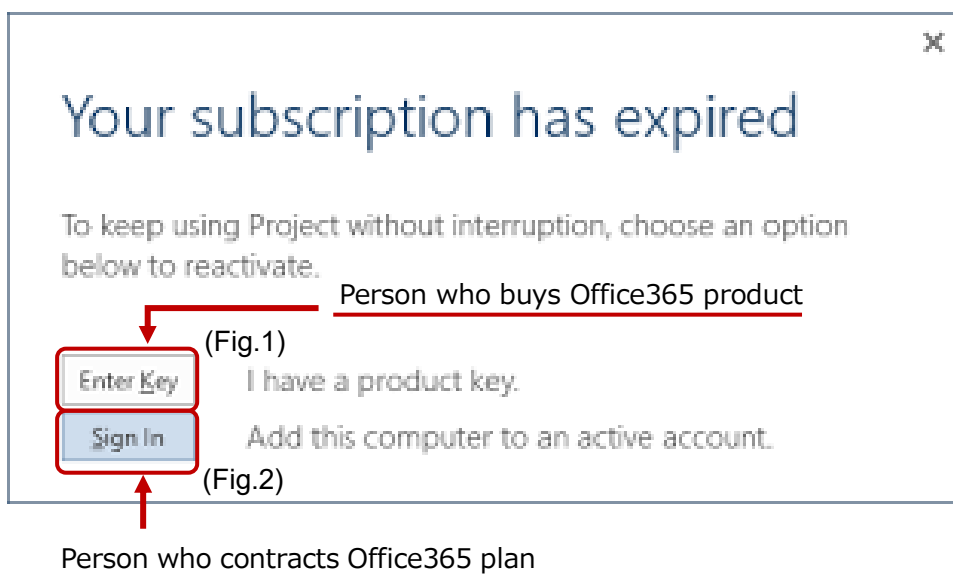 Your subscription has expired
To keep using Project without interruption, choose an option
below to reactivate.
Person who buys Office365 product
(Fig.1)
Enter Key I have a product key.
Sign In Add this computer to an active account.
(Fig.2)
Person who contracts Office365 plan